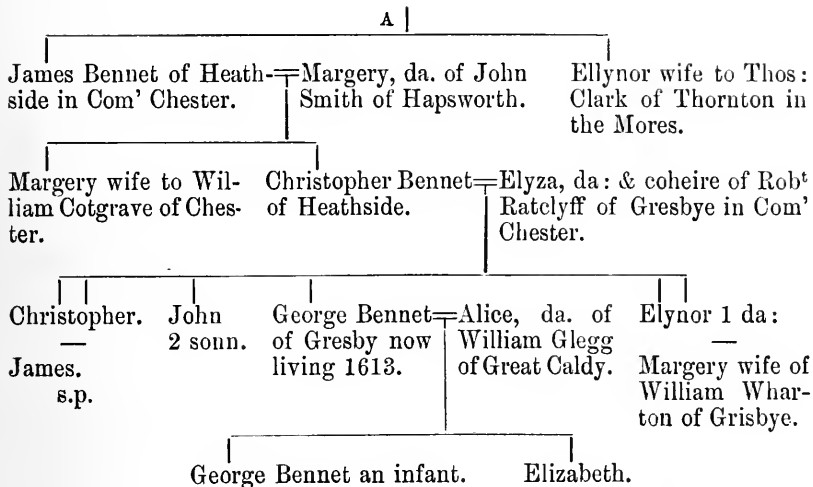 A
James Bennet of Heath-
side in Com' Chester.
Margery, da. of John
Smith of Hapsworth.
Ellynor wife to Thos:
Clark of Thornton in
the Mores.
Margery wife to Wil-
liam Cotgrave of Ches-
ter.
Christopher Bennet
of Heathside.
Elyza, da: & coheire of Robᵗ
Ratclyff of Gresbye in Com'
Chester.
Christopher.
—
James.
s.p.
John
2 sonn.
George Bennet
of Gresby now
living 1613.
Alice, da. of
William Glegg
of Great Caldy.
Elynor 1 da:
—
Margery wife of
William Whar-
ton of Grisbye.
George Bennet an infant.
Elizabeth.